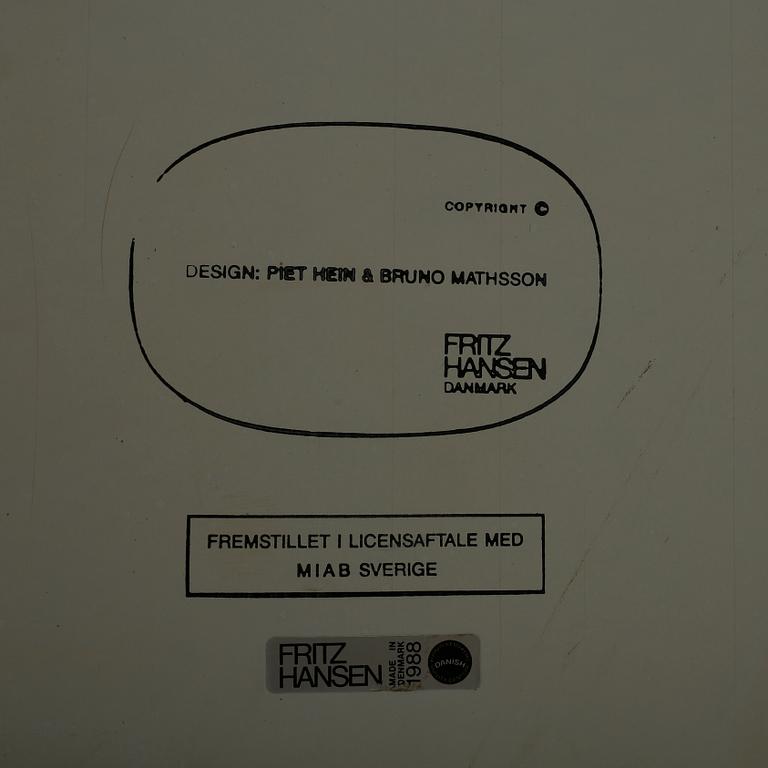 COPYRIGHT ©
DESIGN: PIET HEIN & BRUNO MATHSSON
FRITZ
HANSEN
DANMARK
FREMSTILLET I LICENSAFTALE MED
MIAB SVERIGE
FRITZ
HANSEN
MADE IN
DENMARK
1988
DANISH